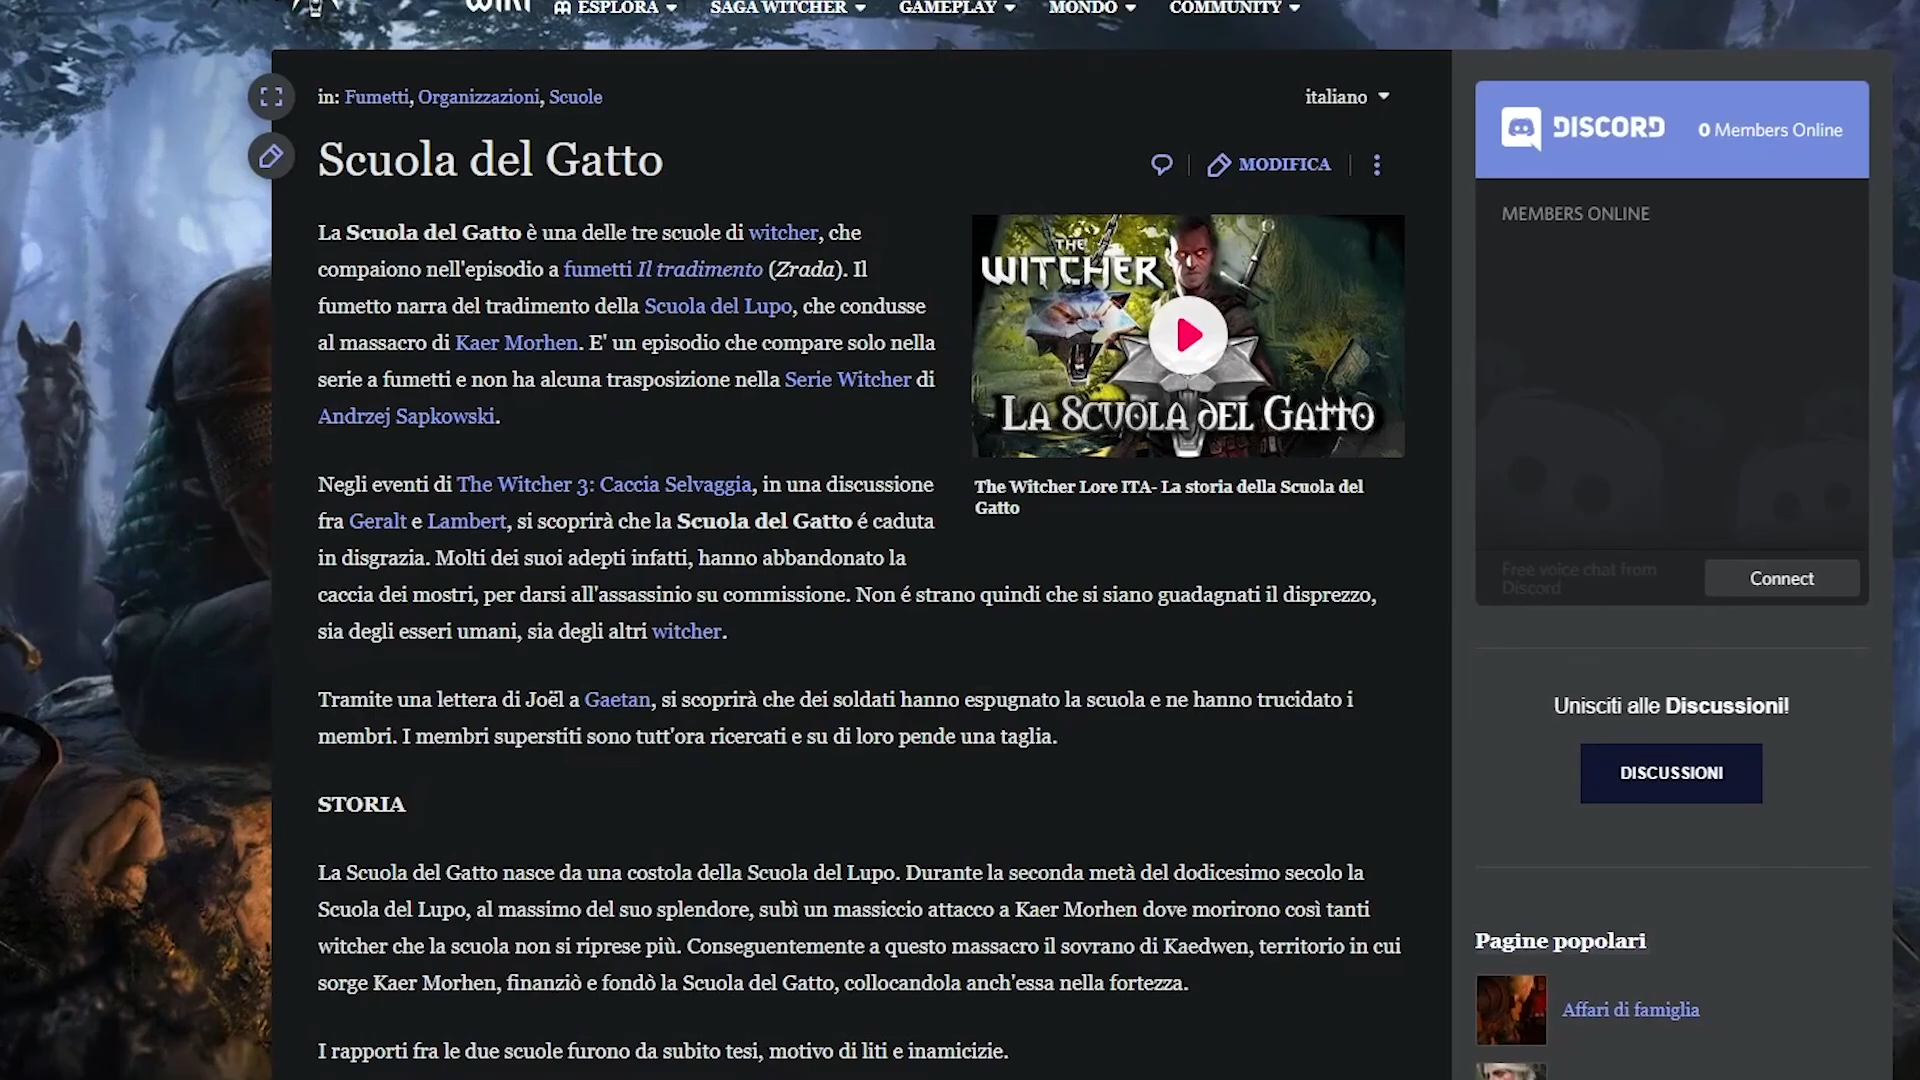 WIKI
ESPLORA
SAGA WITCHER
GAMEPLAY
MONDO
COMMUNITY
in: Fumetti, Organizzazioni, Scuole
italiano
Scuola del Gatto
MODIFICA
La Scuola del Gatto è una delle tre scuole di witcher, che
compaiono nell'episodio a fumetti Il tradimento (Zrada). Il
fumetto narra del tradimento della Scuola del Lupo, che condusse
al massacro di Kaer Morhen. E' un episodio che compare solo nella
serie a fumetti e non ha alcuna trasposizione nella Serie Witcher di
Andrzej Sapkowski.
THE
WITCHER
LA SCUOLA DEL GATTO
The Witcher Lore ITA- La storia della Scuola del
Gatto
Negli eventi di The Witcher 3: Caccia Selvaggia, in una discussione
fra Geralt e Lambert, si scoprirà che la Scuola del Gatto é caduta
in disgrazia. Molti dei suoi adepti infatti, hanno abbandonato la
caccia dei mostri, per darsi all'assassinio su commissione. Non é strano quindi che si siano guadagnati il disprezzo,
sia degli esseri umani, sia degli altri witcher.
Tramite una lettera di Joël a Gaetan, si scoprirà che dei soldati hanno espugnato la scuola e ne hanno trucidato i
membri. I membri superstiti sono tutt'ora ricercati e su di loro pende una taglia.
STORIA
La Scuola del Gatto nasce da una costola della Scuola del Lupo. Durante la seconda metà del dodicesimo secolo la
Scuola del Lupo, al massimo del suo splendore, subì un massiccio attacco a Kaer Morhen dove morirono così tanti
witcher che la scuola non si riprese più. Conseguentemente a questo massacro il sovrano di Kaedwen, territorio in cui
sorge Kaer Morhen, finanziò e fondò la Scuola del Gatto, collocandola anch'essa nella fortezza.
I rapporti fra le due scuole furono da subito tesi, motivo di liti e inamicizie.
DISCORD
0 Members Online
MEMBERS ONLINE
Free voice chat from
Discord
Connect
Unisciti alle Discussioni!
DISCUSSIONI
Pagine popolari
Affari di famiglia